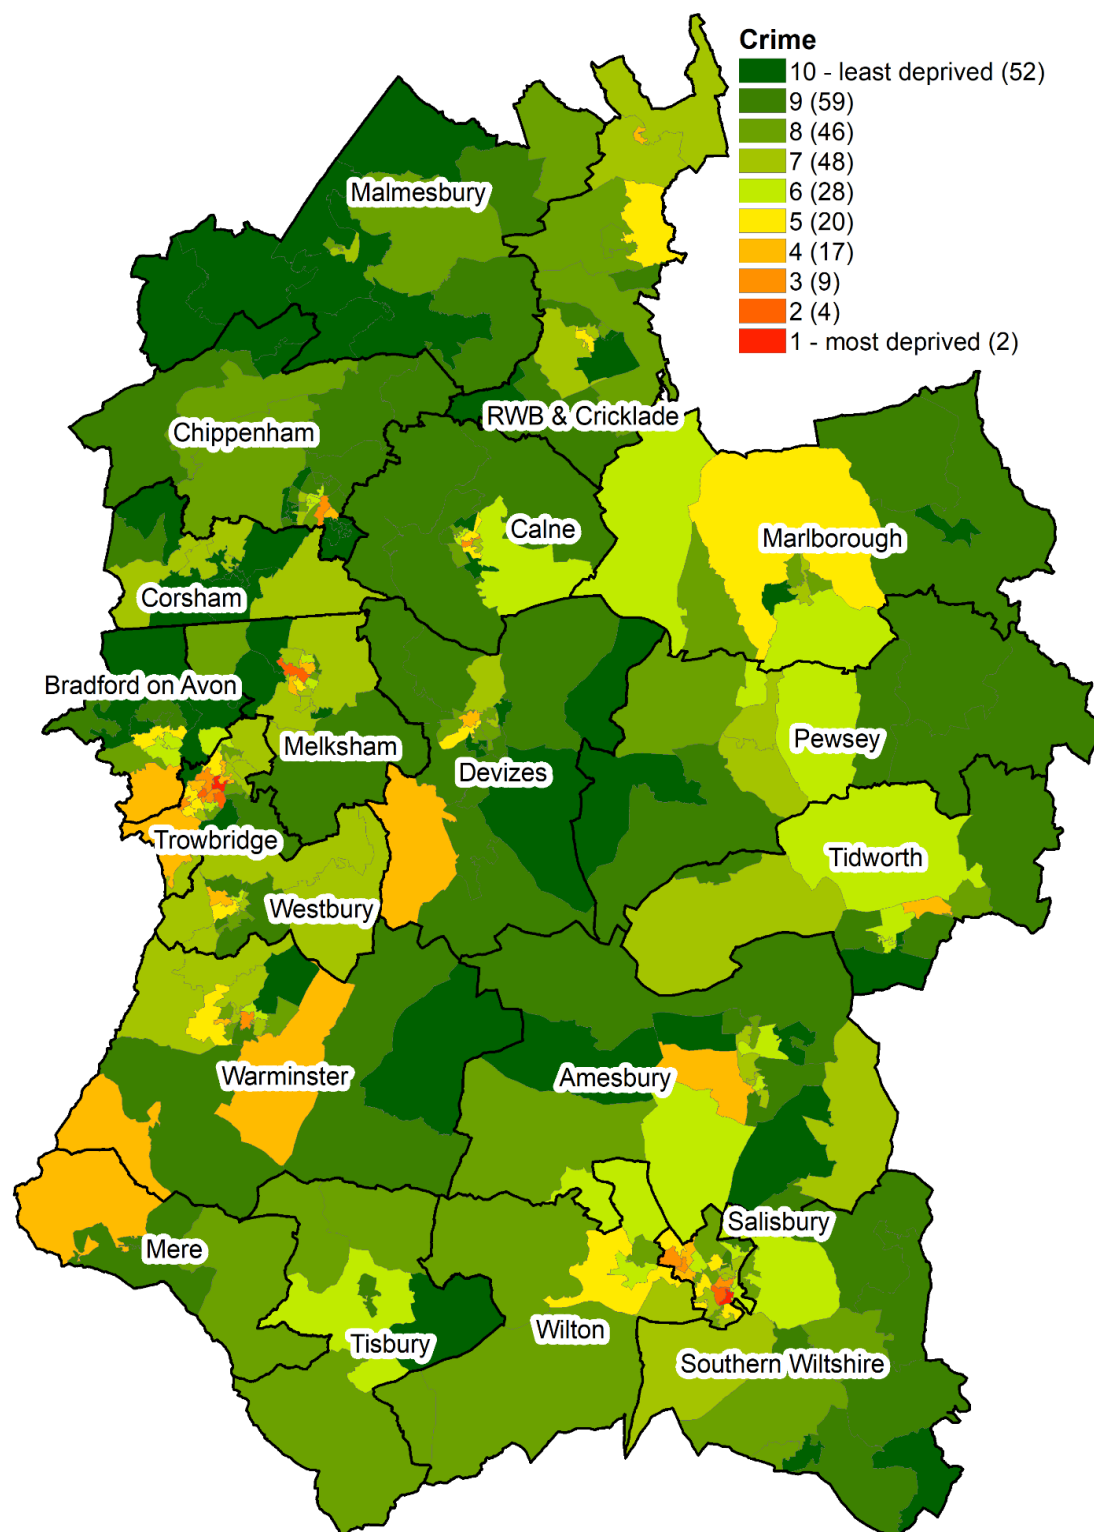 Crime
10 - least deprived (52)
9 (59)
8 (46)
7 (48)
6 (28)
5 (20)
4 (17)
3 (9)
2 (4)
1 - most deprived (2)
Malmesbury
RWB & Cricklade
Chippenham
Calne
Marlborough
Corsham
Bradford on Avon
Melksham
Devizes
Pewsey
Trowbridge
Tidworth
Westbury
Warminster
Amesbury
Salisbury
Mere
Tisbury
Wilton
Southern Wiltshire